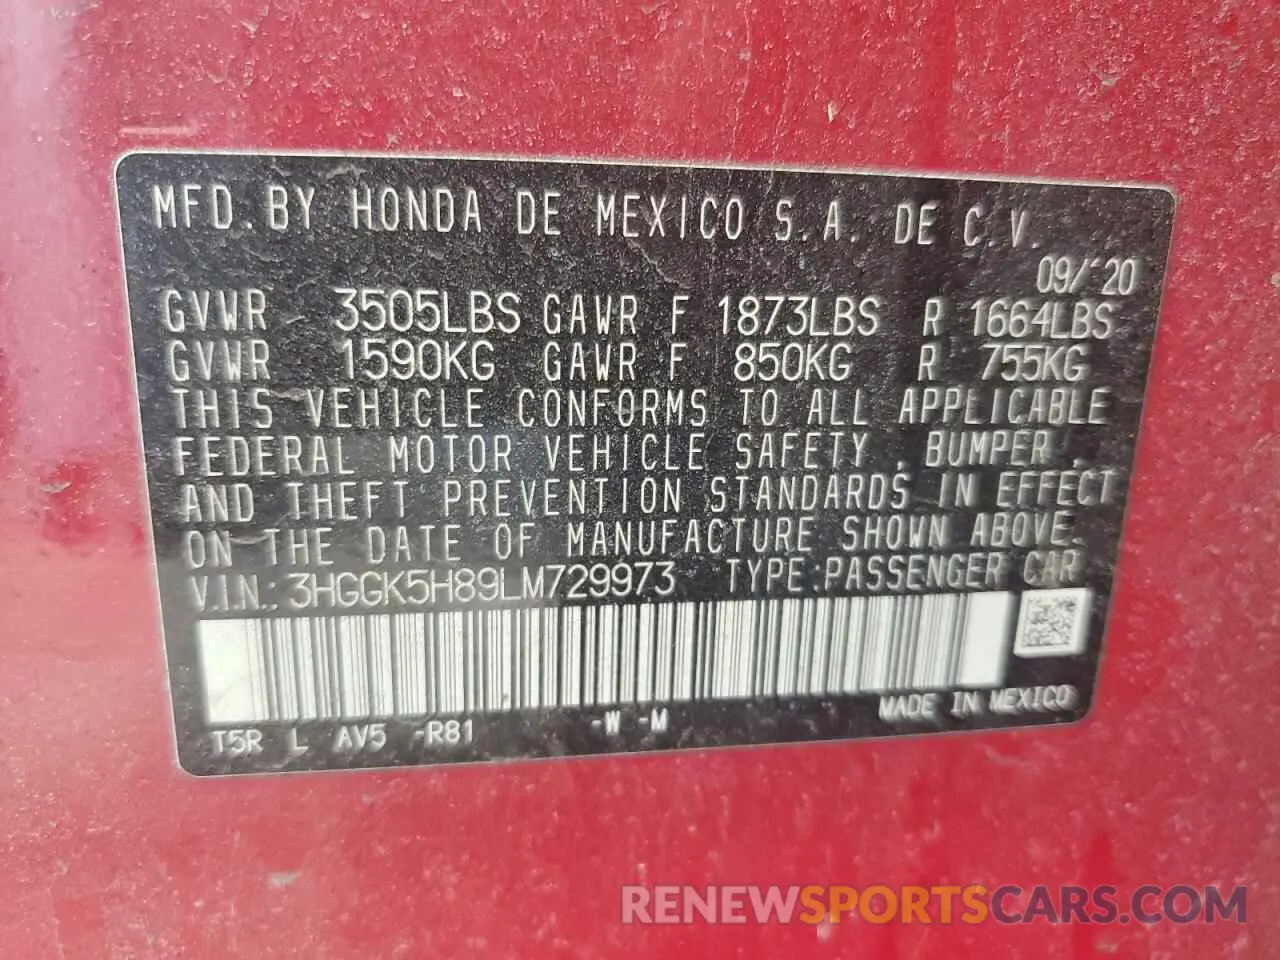 MFD. BY HONDA DE MEXICO S.A. DE C.V.
09/20
GVWR 3505LBS GAWR F 1873LBS R 1664LBS
GVWR 1590KG GAWR F 850KG R 755KG
THIS VEHICLE CONFORMS TO ALL APPLICABLE
FEDERAL MOTOR VEHICLE SAFETY, BUMPER,
AND THEFT PREVENTION STANDARDS IN EFFECT
ON THE DATE OF MANUFACTURE SHOWN ABOVE.
V.I.N.: 3HGGK5H89LM729973 TYPE:PASSENGER CAR
MADE IN MEXICO
T5R L AV5 -R81 -W -M
RENEWSPORTSCARS.COM